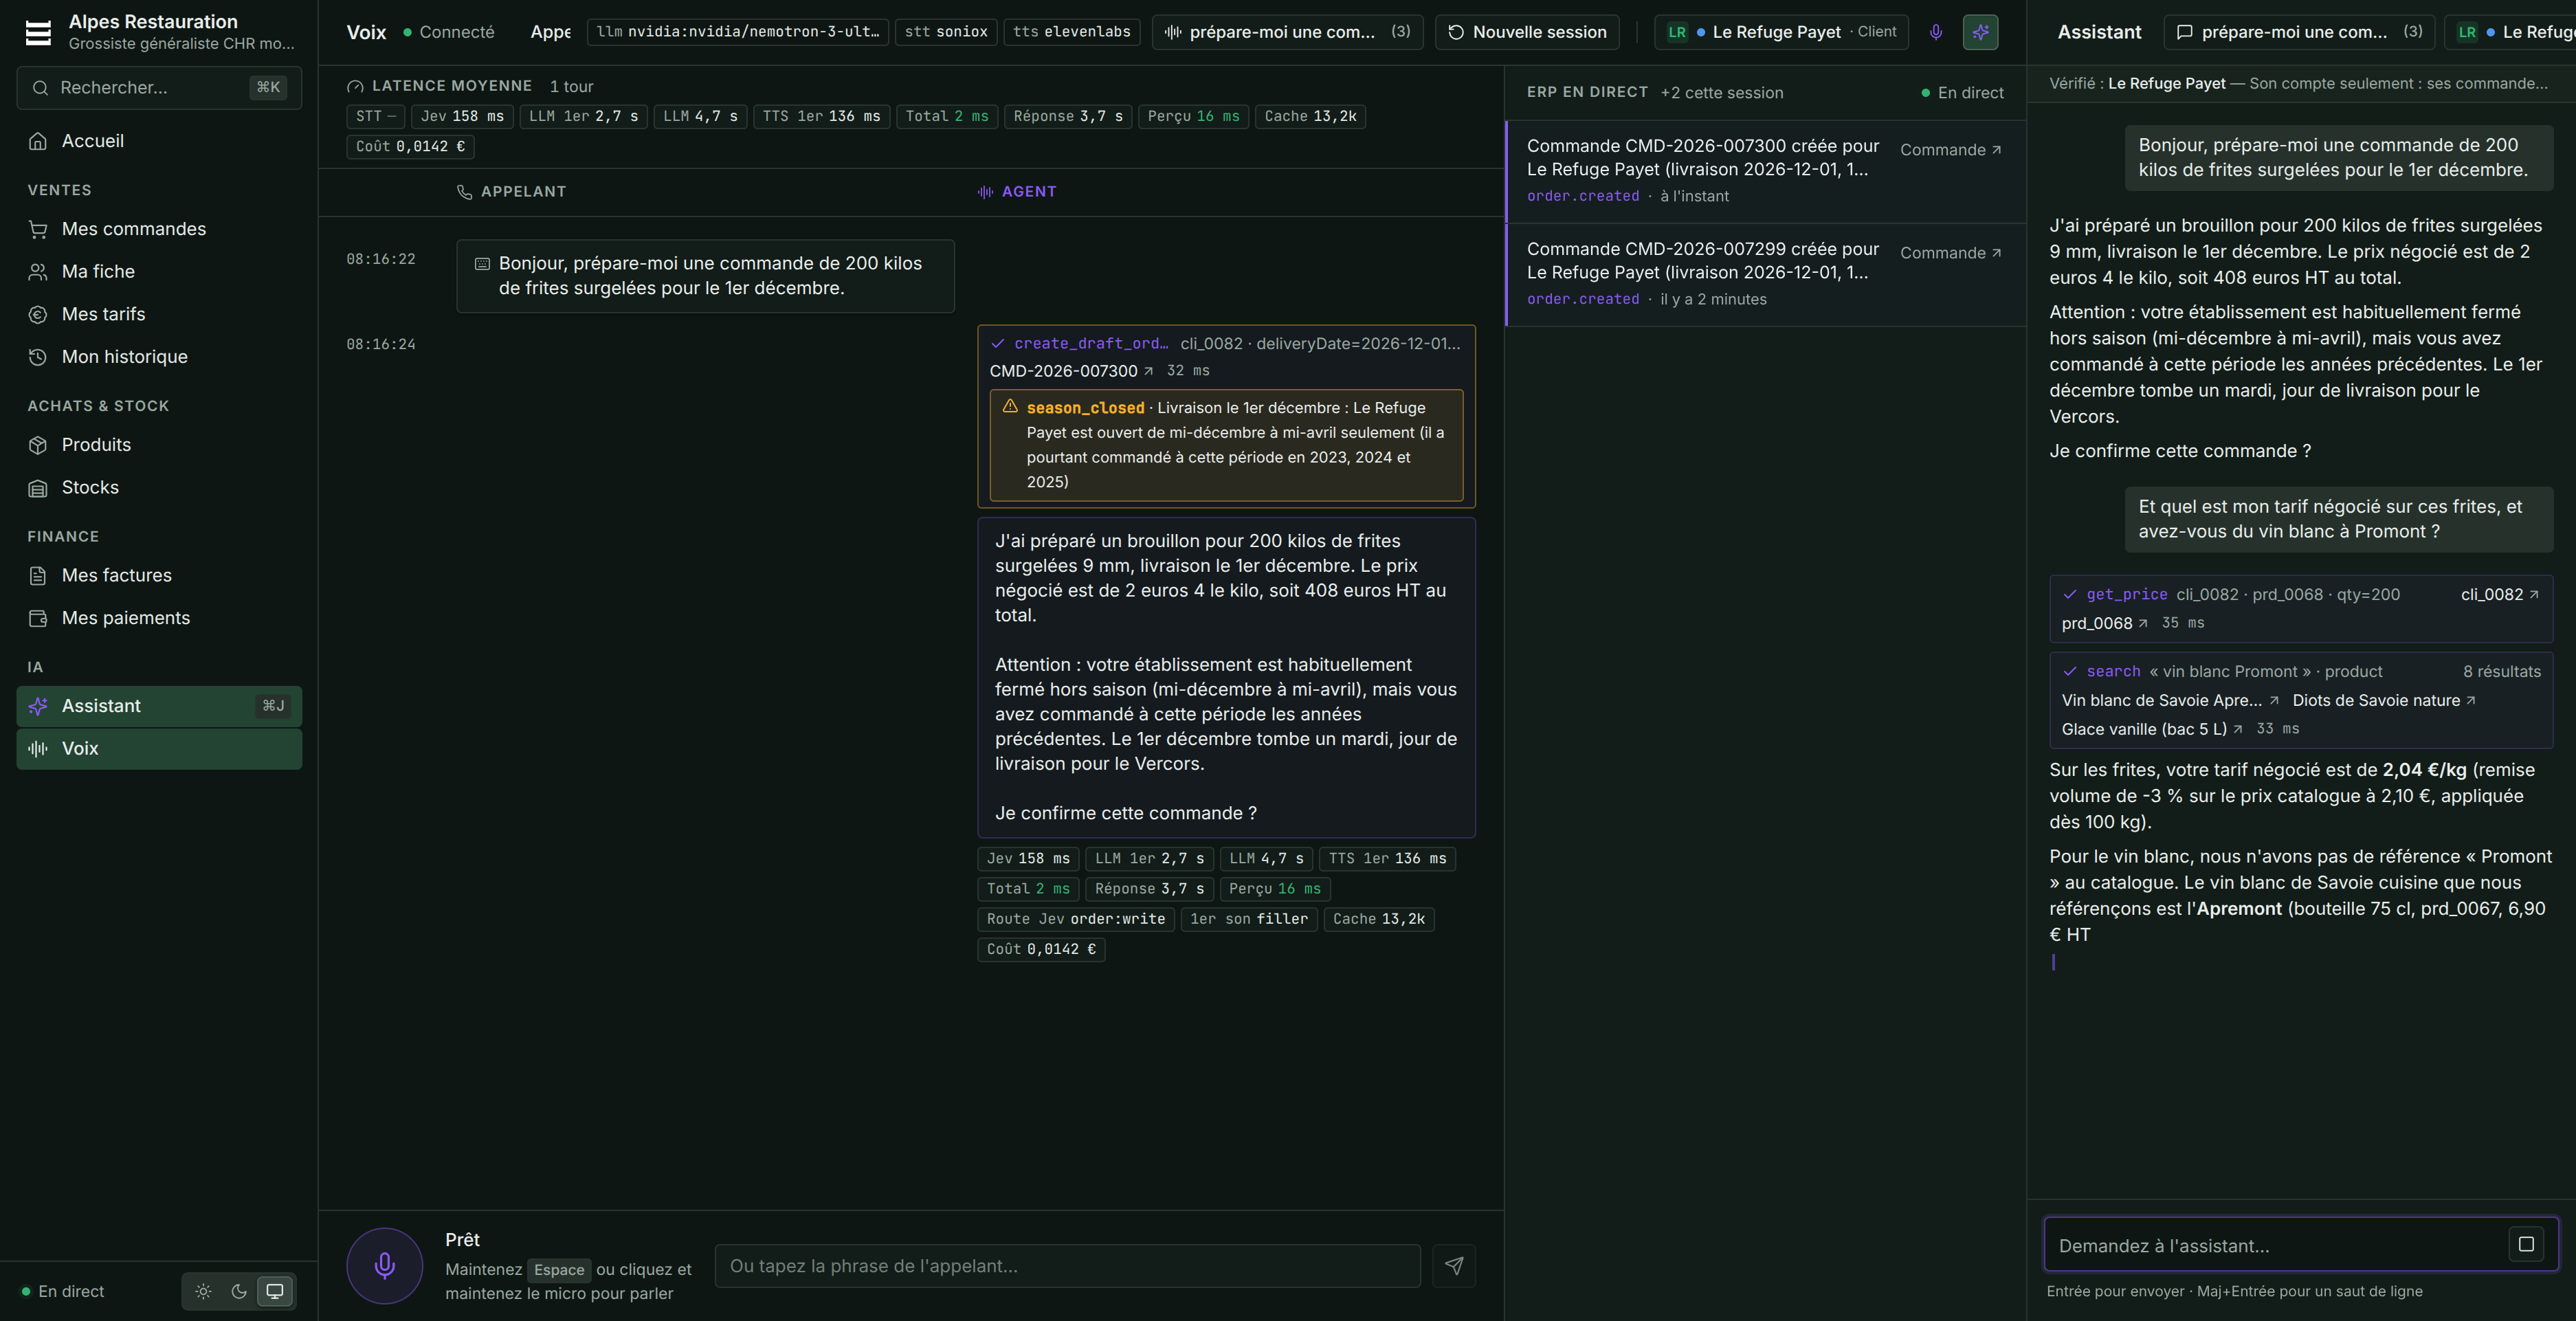 Alpes Restauration
Grossiste généraliste CHR mo...
Rechercher... ⌘K
Accueil
VENTES
Mes commandes
Ma fiche
Mes tarifs
Mon historique
ACHATS & STOCK
Produits
Stocks
FINANCE
Mes factures
Mes paiements
IA
Assistant ⌘J
Voix
En direct
Voix Connecté Appe llm nvidia:nvidia/nemotron-3-ult... stt soniox tts elevenlabs prépare-moi une com... (3) Nouvelle session LR Le Refuge Payet · Client
LATENCE MOYENNE 1 tour
STT — Jev 158 ms LLM 1er 2,7 s LLM 4,7 s TTS 1er 136 ms Total 2 ms Réponse 3,7 s Perçu 16 ms Cache 13,2k
Coût 0,0142 €
APPELANT AGENT
08:16:22
Bonjour, prépare-moi une commande de 200 kilos
de frites surgelées pour le 1er décembre.
08:16:24
create_draft_ord... cli_0082 · deliveryDate=2026-12-01...
CMD-2026-007300 ↗ 32 ms
season_closed · Livraison le 1er décembre : Le Refuge
Payet est ouvert de mi-décembre à mi-avril seulement (il a
pourtant commandé à cette période en 2023, 2024 et
2025)
J'ai préparé un brouillon pour 200 kilos de frites
surgelées 9 mm, livraison le 1er décembre. Le prix
négocié est de 2 euros 4 le kilo, soit 408 euros HT au
total.
Attention : votre établissement est habituellement
fermé hors saison (mi-décembre à mi-avril), mais vous
avez commandé à cette période les années
précédentes. Le 1er décembre tombe un mardi, jour de
livraison pour le Vercors.
Je confirme cette commande ?
Jev 158 ms LLM 1er 2,7 s LLM 4,7 s TTS 1er 136 ms
Total 2 ms Réponse 3,7 s Perçu 16 ms
Route Jev order:write 1er son filler Cache 13,2k
Coût 0,0142 €
Prêt
Maintenez Espace ou cliquez et
maintenez le micro pour parler
Ou tapez la phrase de l'appelant...
ERP EN DIRECT +2 cette session En direct
Commande CMD-2026-007300 créée pour
Le Refuge Payet (livraison 2026-12-01, 1...
Commande ↗
order.created · à l'instant
Commande CMD-2026-007299 créée pour
Le Refuge Payet (livraison 2026-12-01, 1...
Commande ↗
order.created · il y a 2 minutes
Assistant prépare-moi une com... (3) LR Le Refuge
Vérifié : Le Refuge Payet — Son compte seulement : ses commande...
Bonjour, prépare-moi une commande de 200
kilos de frites surgelées pour le 1er décembre.
J'ai préparé un brouillon pour 200 kilos de frites surgelées
9 mm, livraison le 1er décembre. Le prix négocié est de 2
euros 4 le kilo, soit 408 euros HT au total.
Attention : votre établissement est habituellement fermé
hors saison (mi-décembre à mi-avril), mais vous avez
commandé à cette période les années précédentes. Le 1er
décembre tombe un mardi, jour de livraison pour le
Vercors.
Je confirme cette commande ?
Et quel est mon tarif négocié sur ces frites, et
avez-vous du vin blanc à Promont ?
get_price cli_0082 · prd_0068 · qty=200 cli_0082 ↗
prd_0068 ↗ 35 ms
search « vin blanc Promont » · product 8 résultats
Vin blanc de Savoie Apre... ↗ Diots de Savoie nature ↗
Glace vanille (bac 5 L) ↗ 33 ms
Sur les frites, votre tarif négocié est de 2,04 €/kg (remise
volume de -3 % sur le prix catalogue à 2,10 €, appliquée
dès 100 kg).
Pour le vin blanc, nous n'avons pas de référence « Promont
» au catalogue. Le vin blanc de Savoie cuisine que nous
référençons est l'Apremont (bouteille 75 cl, prd_0067, 6,90
€ HT
Demandez à l'assistant...
Entrée pour envoyer · Maj+Entrée pour un saut de ligne